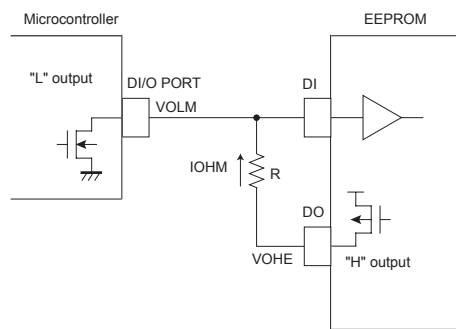 Microcontroller
EEPROM
"L" output
DI/O PORT
VOLM
DI
IOHM
R
DO
VOHE
"H" output